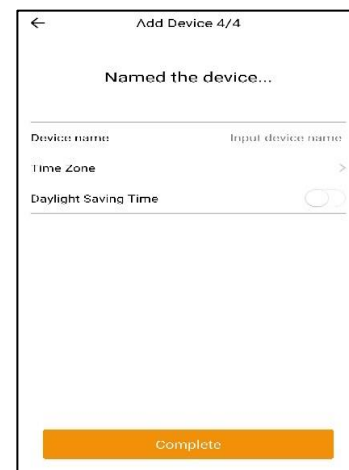 Add Device 4/4
Named the device...
Device name Input device name
Time Zone >
Daylight Saving Time
Complete